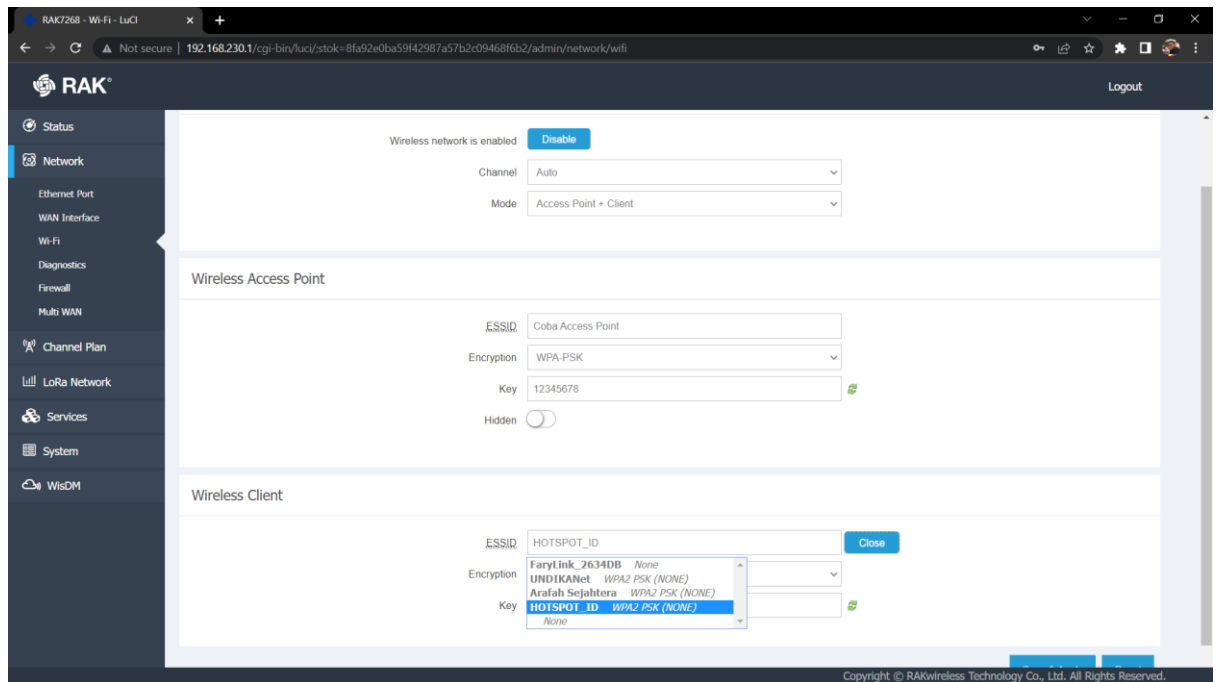 RAK7268 - Wi-Fi - LuCI
Not secure | 192.168.230.1/cgi-bin/luci/;stok=8fa92e0ba59f42987a57b2c09468f6b2/admin/network/wifi
RAK®
Logout
Status
Network
Ethernet Port
WAN Interface
Wi-Fi
Diagnostics
Firewall
Multi WAN
Channel Plan
LoRa Network
Services
System
WisDM
Wireless network is enabled Disable
Channel Auto
Mode Access Point + Client
Wireless Access Point
ESSID Coba Access Point
Encryption WPA-PSK
Key 12345678
Hidden
Wireless Client
ESSID HOTSPOT_ID Close
Encryption
Key
FaryLink_2634DB None
UNDIKANet WPA2 PSK (NONE)
Arafah Sejahtera WPA2 PSK (NONE)
HOTSPOT_ID WPA2 PSK (NONE)
None
Copyright © RAKwireless Technology Co., Ltd. All Rights Reserved.